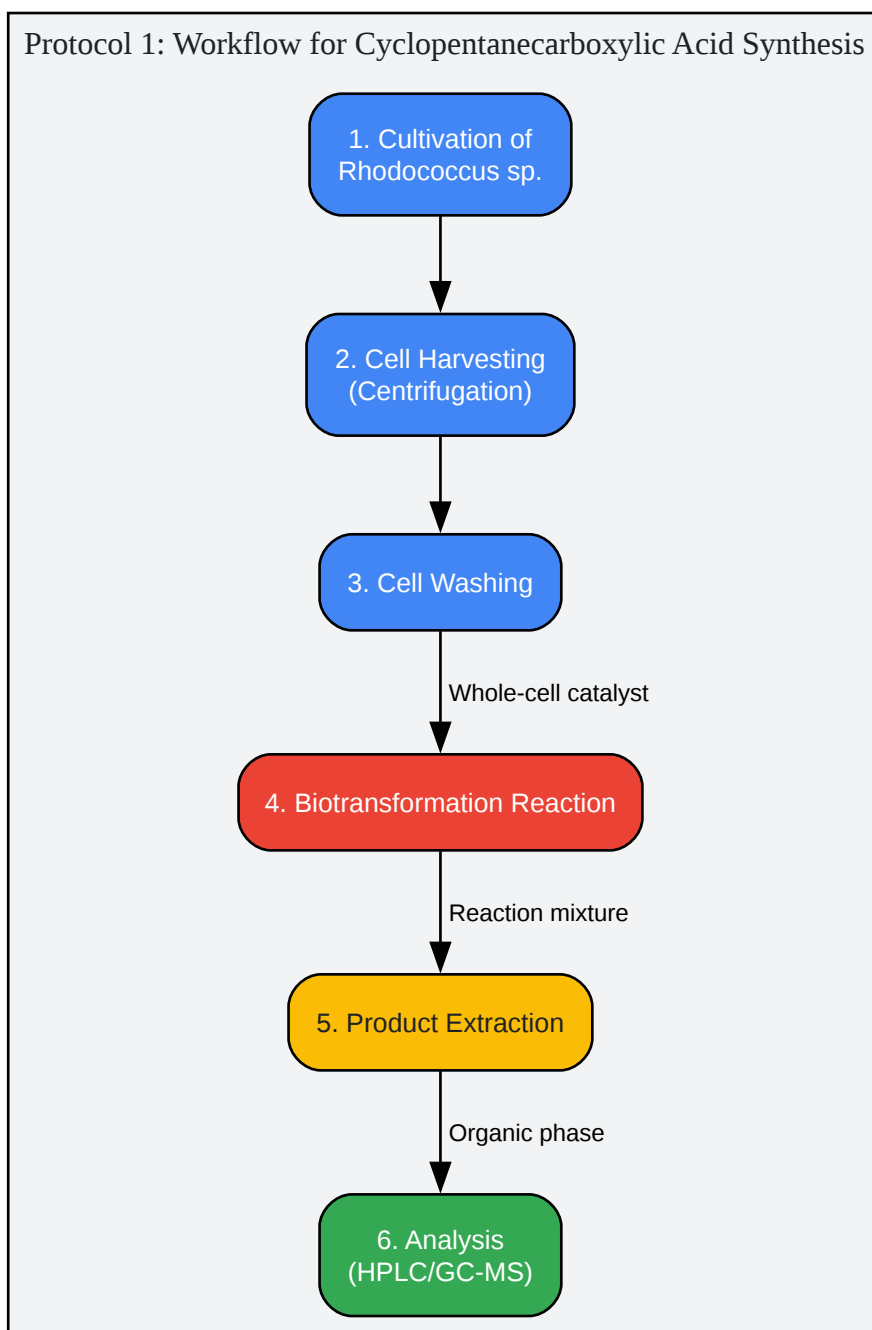 Protocol 1: Workflow for Cyclopentanecarboxylic Acid Synthesis
1. Cultivation of
Rhodococcus sp.
2. Cell Harvesting
(Centrifugation)
3. Cell Washing
Whole-cell catalyst
4. Biotransformation Reaction
Reaction mixture
5. Product Extraction
Organic phase
6. Analysis
(HPLC/GC-MS)